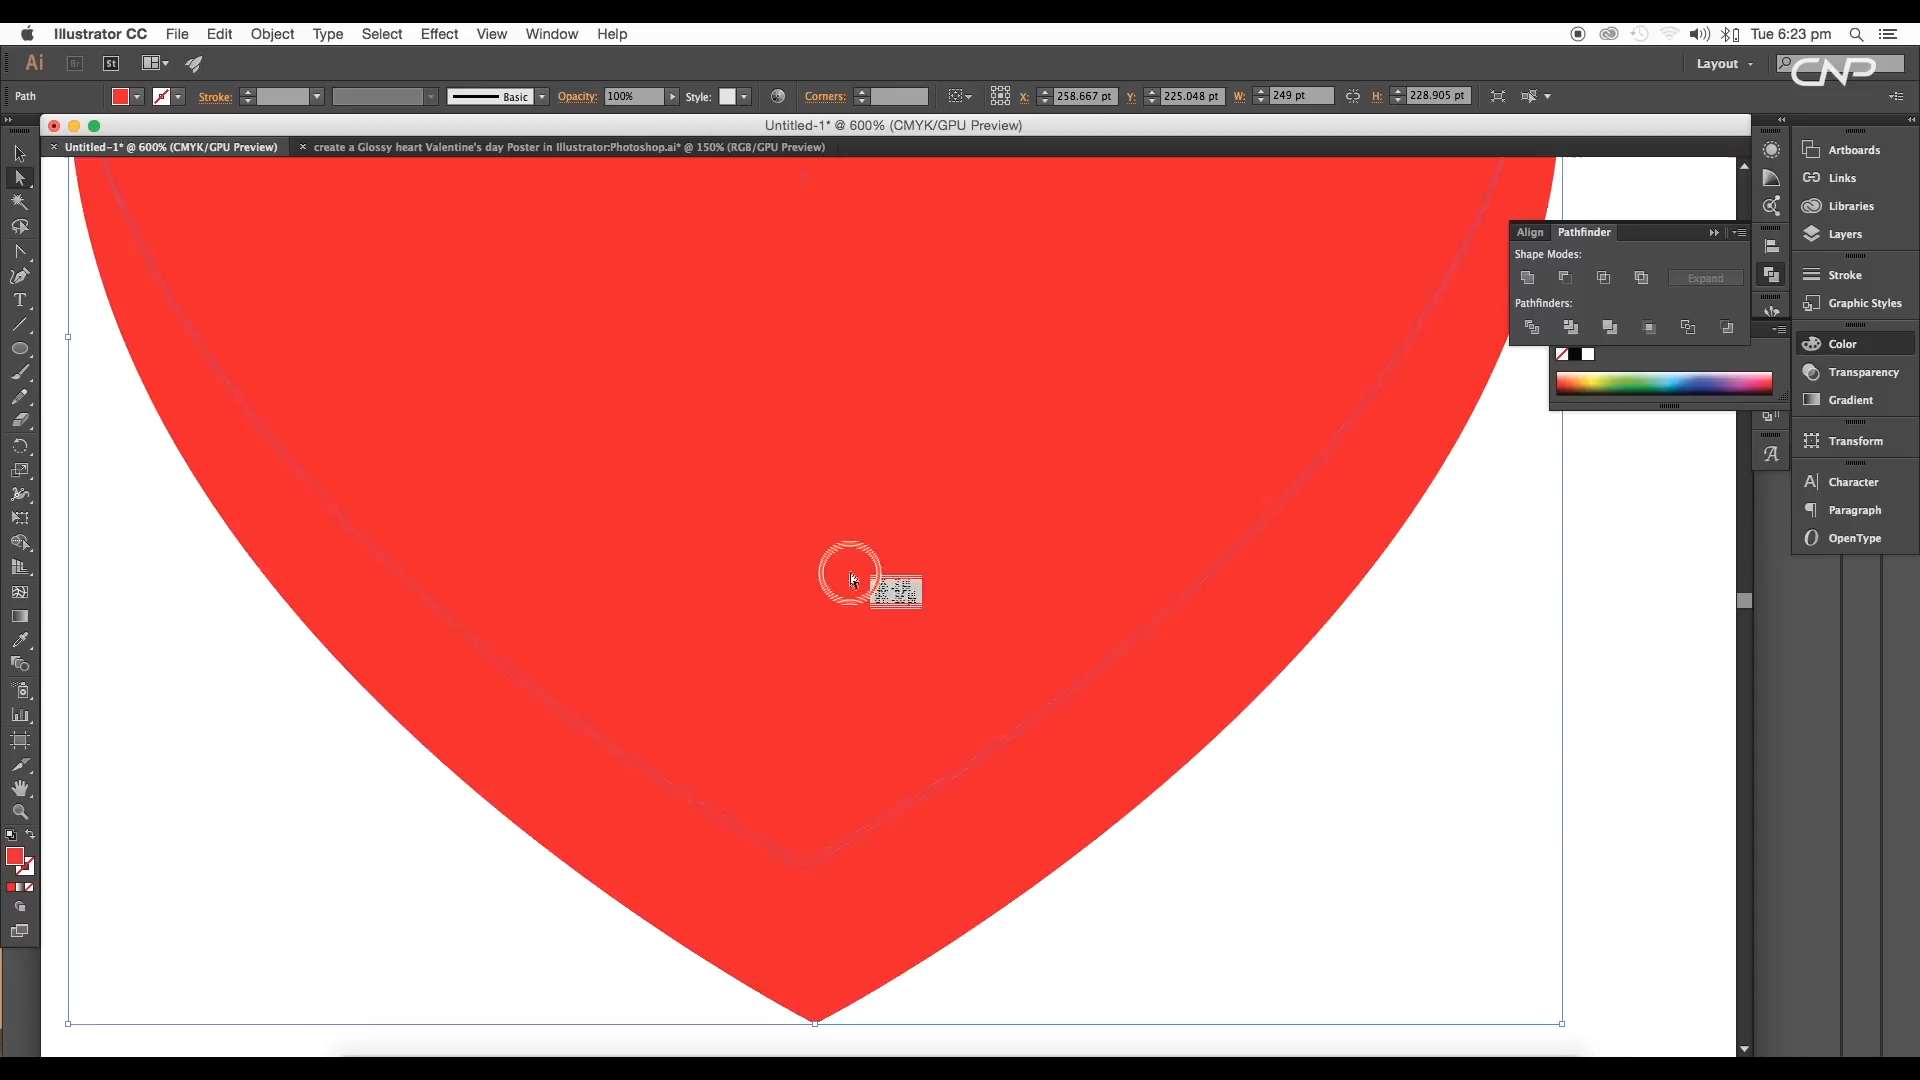 Illustrator CC File Edit Object Type Select Effect View Window Help Tue 6:23 pm
Ai Br St Layout CNP
Path Stroke: Basic Opacity: 100% Style: Corners: X: 258.667 pt Y: 225.048 pt W: 249 pt H: 228.905 pt
Untitled-1* @ 600% (CMYK/GPU Preview)
× Untitled-1* @ 600% (CMYK/GPU Preview) × create a Glossy heart Valentine's day Poster in Illustrator:Photoshop.ai* @ 150% (RGB/GPU Preview)
Artboards
Links
Libraries
Layers
Align Pathfinder
Shape Modes:
Expand
Pathfinders:
Stroke
Graphic Styles
Color
Transparency
Gradient
Transform
Character
Paragraph
OpenType